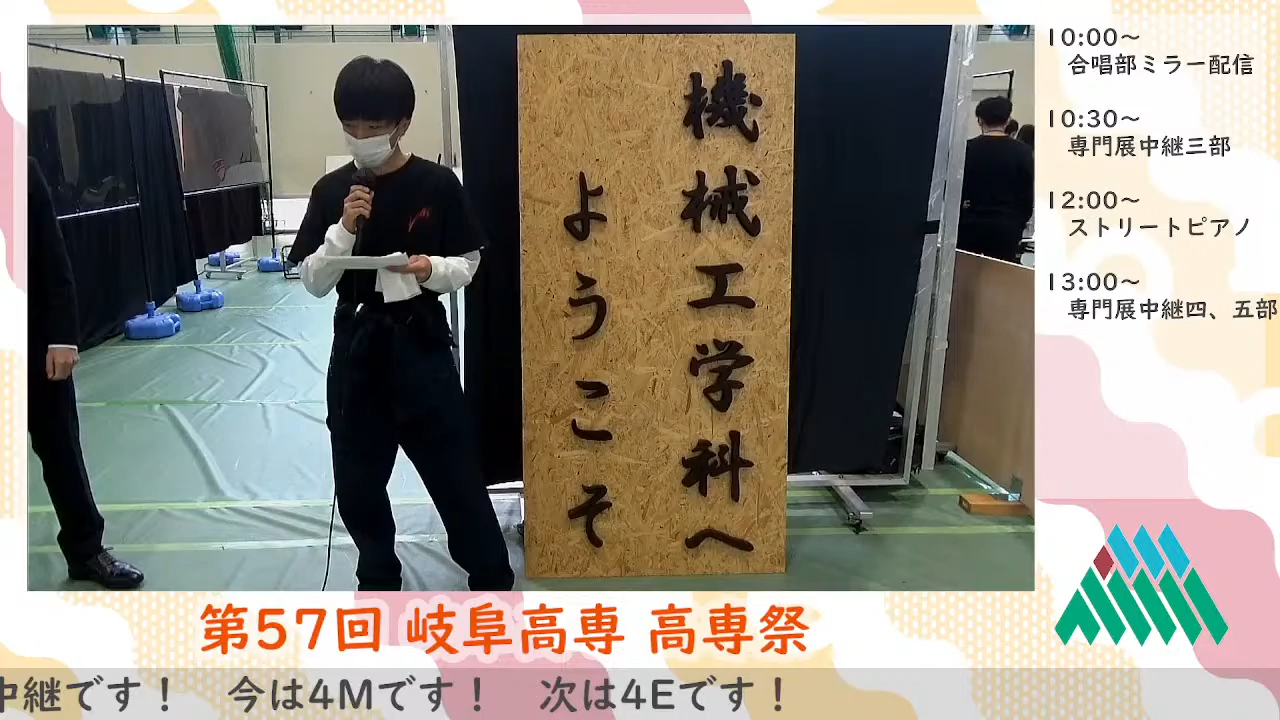 機械工学科へ
ようこそ
10:00～
合唱部ミラー配信
10:30～
専門展中継三部
12:00～
ストリートピアノ
13:00～
専門展中継四、五部
第57回 岐阜高専 高専祭
中継です！　今は4Mです！　次は4Eです！